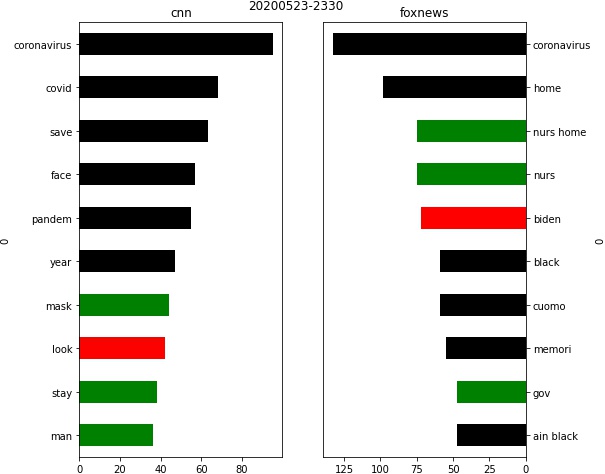 20200523-2330
cnn
foxnews
coronavirus
covid
save
face
pandem
year
mask
look
stay
man
0 20 40 60 80
0
coronavirus
home
nurs home
nurs
biden
black
cuomo
memori
gov
ain black
125 100 75 50 25 0
0